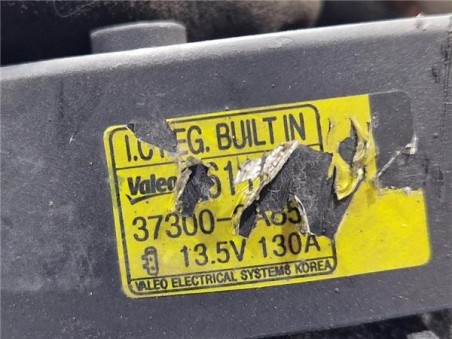 I.C REG. BUILT IN
Valeo
37300-
13.5V 130A
VALEO ELECTRICAL SYSTEMS KOREA